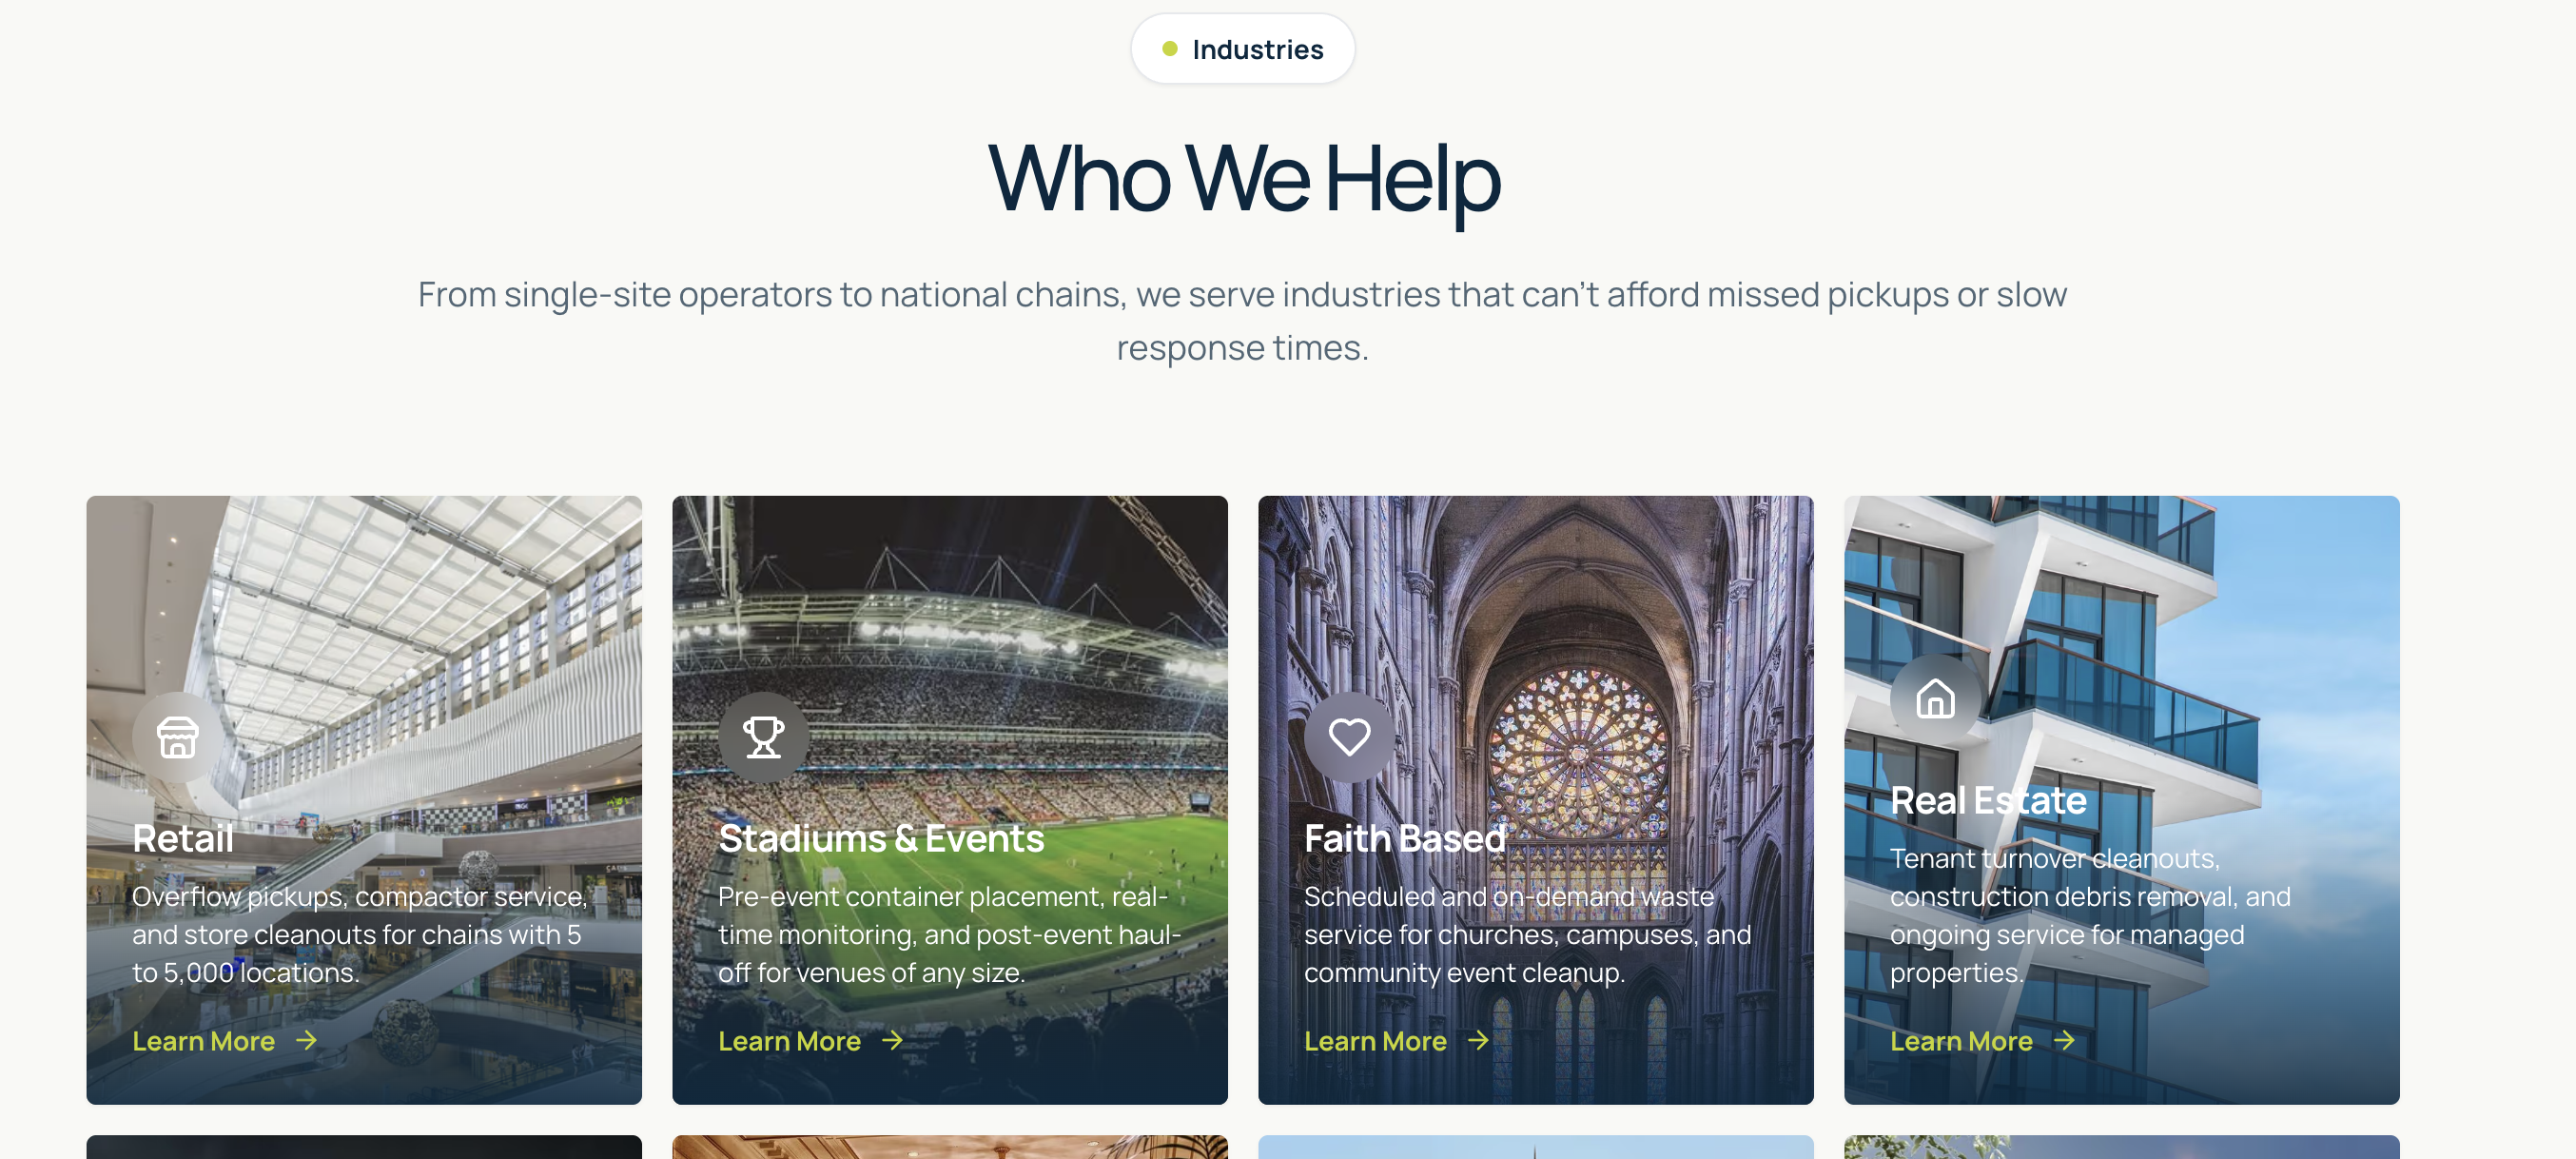 Industries
Who We Help
From single-site operators to national chains, we serve industries that can't afford missed pickups or slow
response times.
Retail
Overflow pickups, compactor service,
and store cleanouts for chains with 5
to 5,000 locations.
Learn More
Stadiums & Events
Pre-event container placement, real-
time monitoring, and post-event haul-
off for venues of any size.
Learn More
Faith Based
Scheduled and on-demand waste
service for churches, campuses, and
community event cleanup.
Learn More
Real Estate
Tenant turnover cleanouts,
construction debris removal, and
ongoing service for managed
properties.
Learn More